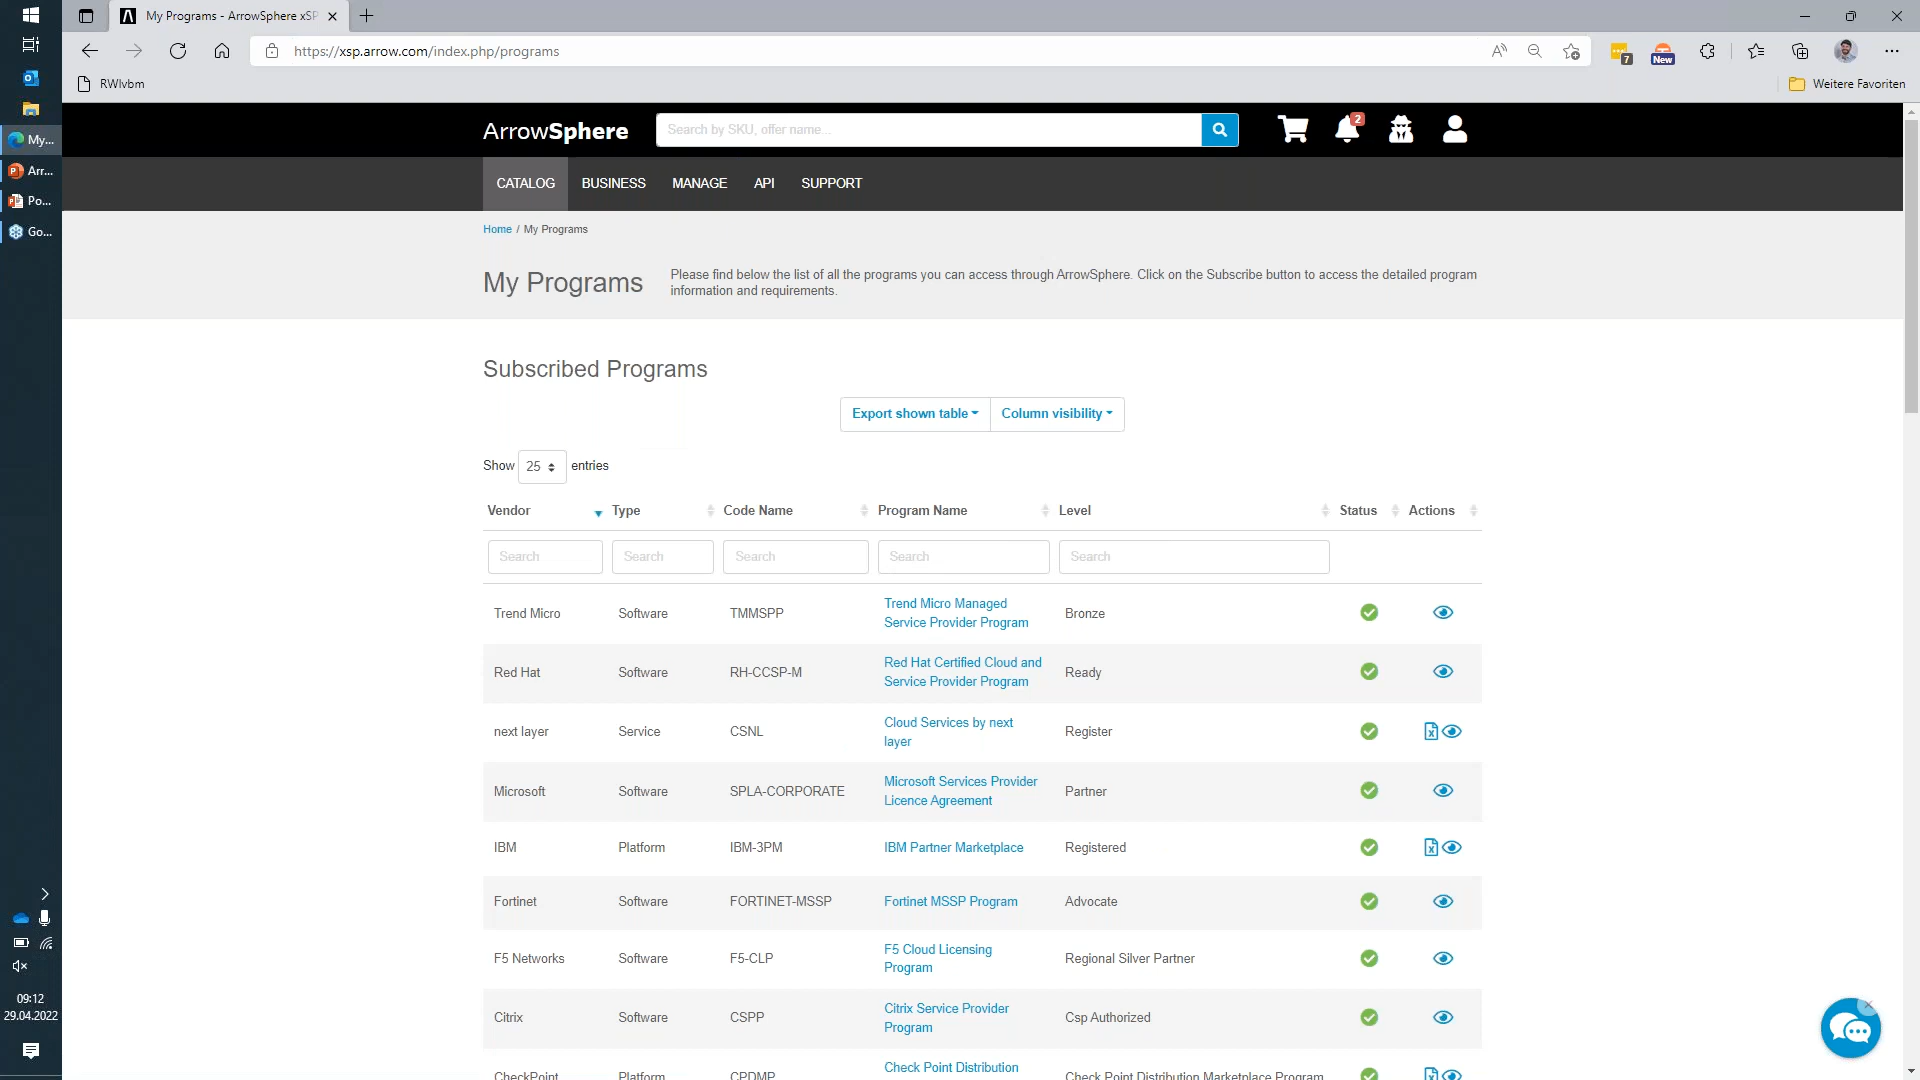 My Programs - ArrowSphere xSP
https://xsp.arrow.com/index.php/programs
7
New
RWlvbm
Weitere Favoriten
My...
Arr...
Po...
Go...
09:12
29.04.2022
ArrowSphere
Search by SKU, offer name...
2
CATALOG BUSINESS MANAGE API SUPPORT
Home / My Programs
My Programs
Please find below the list of all the programs you can access through ArrowSphere. Click on the Subscribe button to access the detailed program
information and requirements.
Subscribed Programs
Export shown table Column visibility
Show 25 entries
Vendor Type Code Name Program Name Level Status Actions
Search Search Search Search Search
Trend Micro Software TMMSPP Trend Micro Managed
Service Provider Program Bronze
Red Hat Software RH-CCSP-M Red Hat Certified Cloud and
Service Provider Program Ready
next layer Service CSNL Cloud Services by next
layer Register
Microsoft Software SPLA-CORPORATE Microsoft Services Provider
Licence Agreement Partner
IBM Platform IBM-3PM IBM Partner Marketplace Registered
Fortinet Software FORTINET-MSSP Fortinet MSSP Program Advocate
F5 Networks Software F5-CLP F5 Cloud Licensing
Program Regional Silver Partner
Citrix Software CSPP Citrix Service Provider
Program Csp Authorized
CheckPoint Platform CPDMP Check Point Distribution
Check Point Distribution Marketplace Program